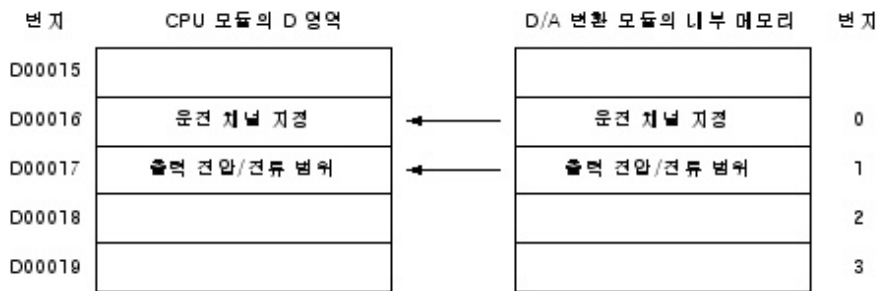 번지 CPU 모듈의 D 영역 D/A 변환 모듈의 내부 메모리 번지
D00015
D00016 운전 채널 지정 운전 채널 지정 0
D00017 출력 전압/전류 범위 출력 전압/전류 범위 1
D00018 2
D00019 3